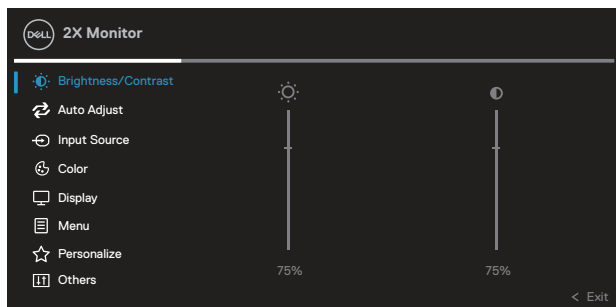 DELL 2X Monitor
Brightness/Contrast
Auto Adjust
Input Source
Color
Display
Menu
Personalize
Others
75% 75%
< Exit